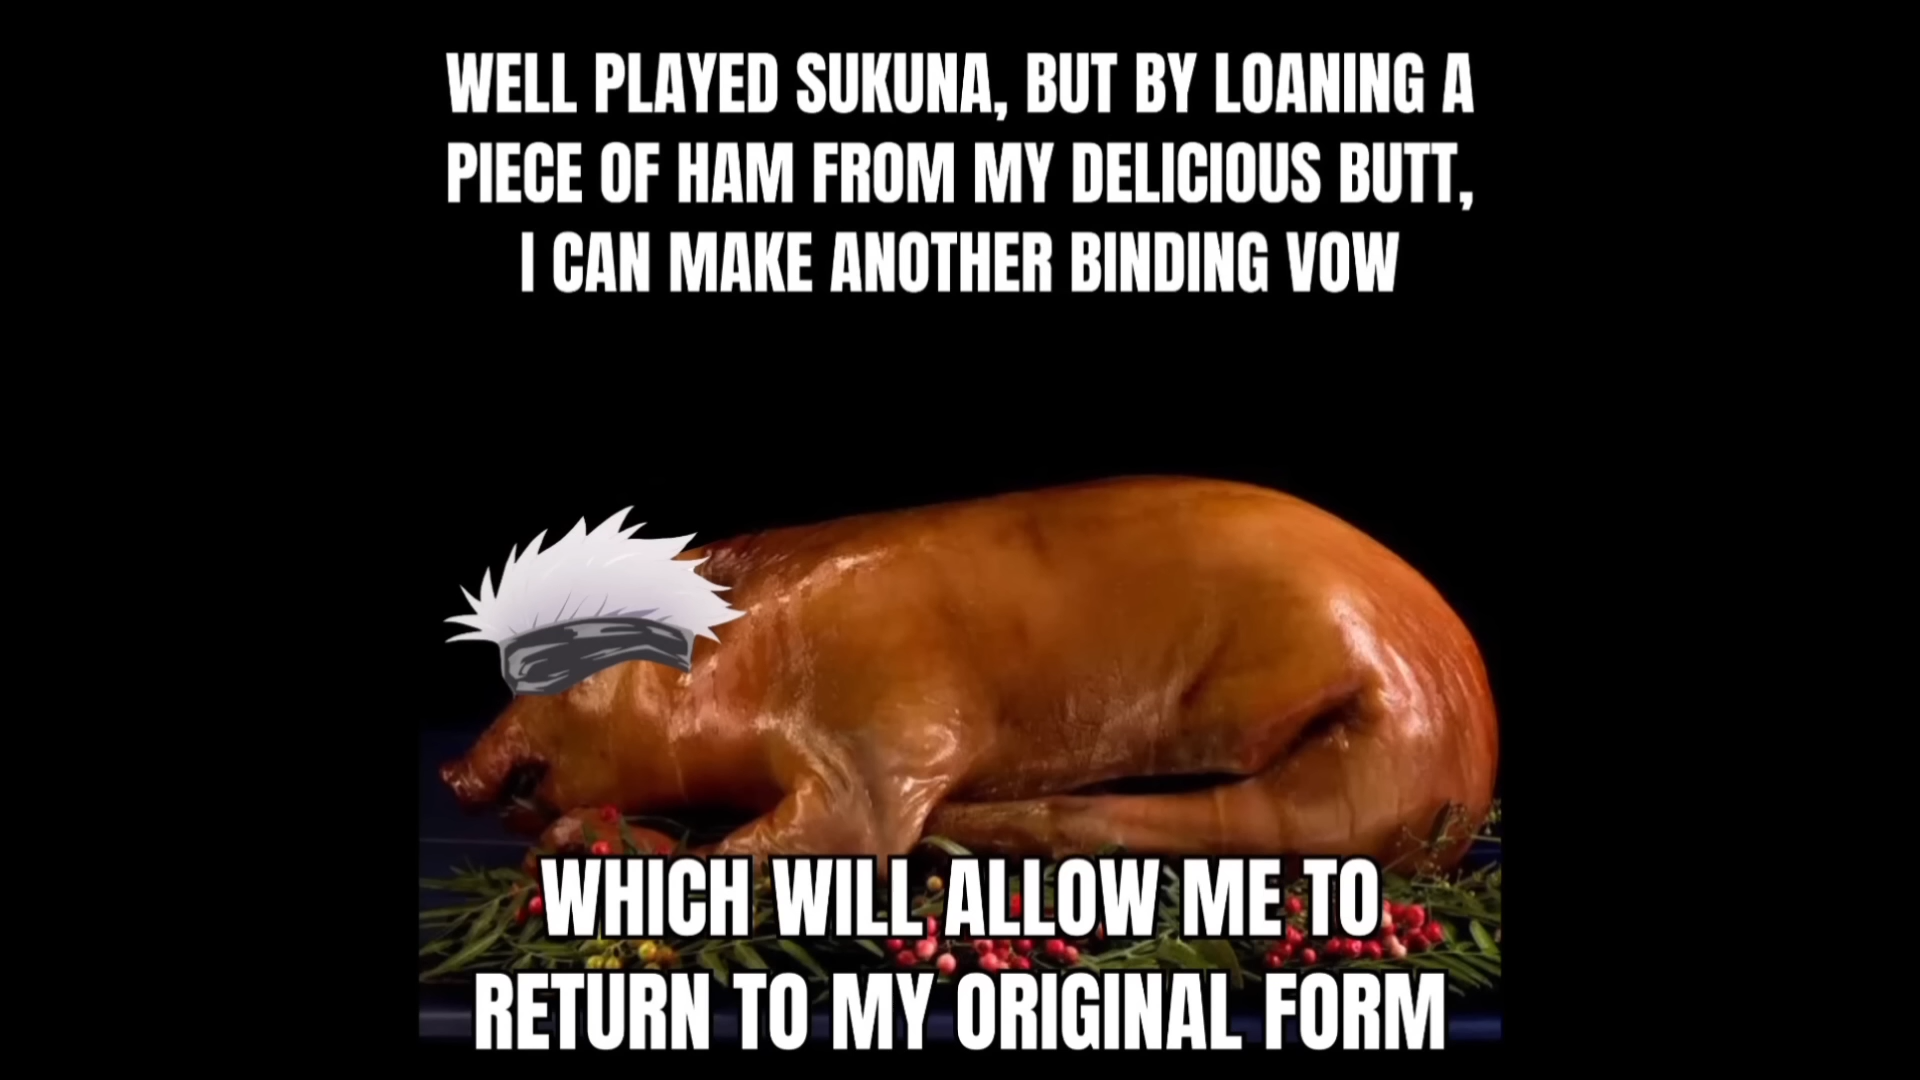 WELL PLAYED SUKUNA, BUT BY LOANING A
PIECE OF HAM FROM MY DELICIOUS BUTT,
I CAN MAKE ANOTHER BINDING VOW
WHICH WILL ALLOW ME TO
RETURN TO MY ORIGINAL FORM